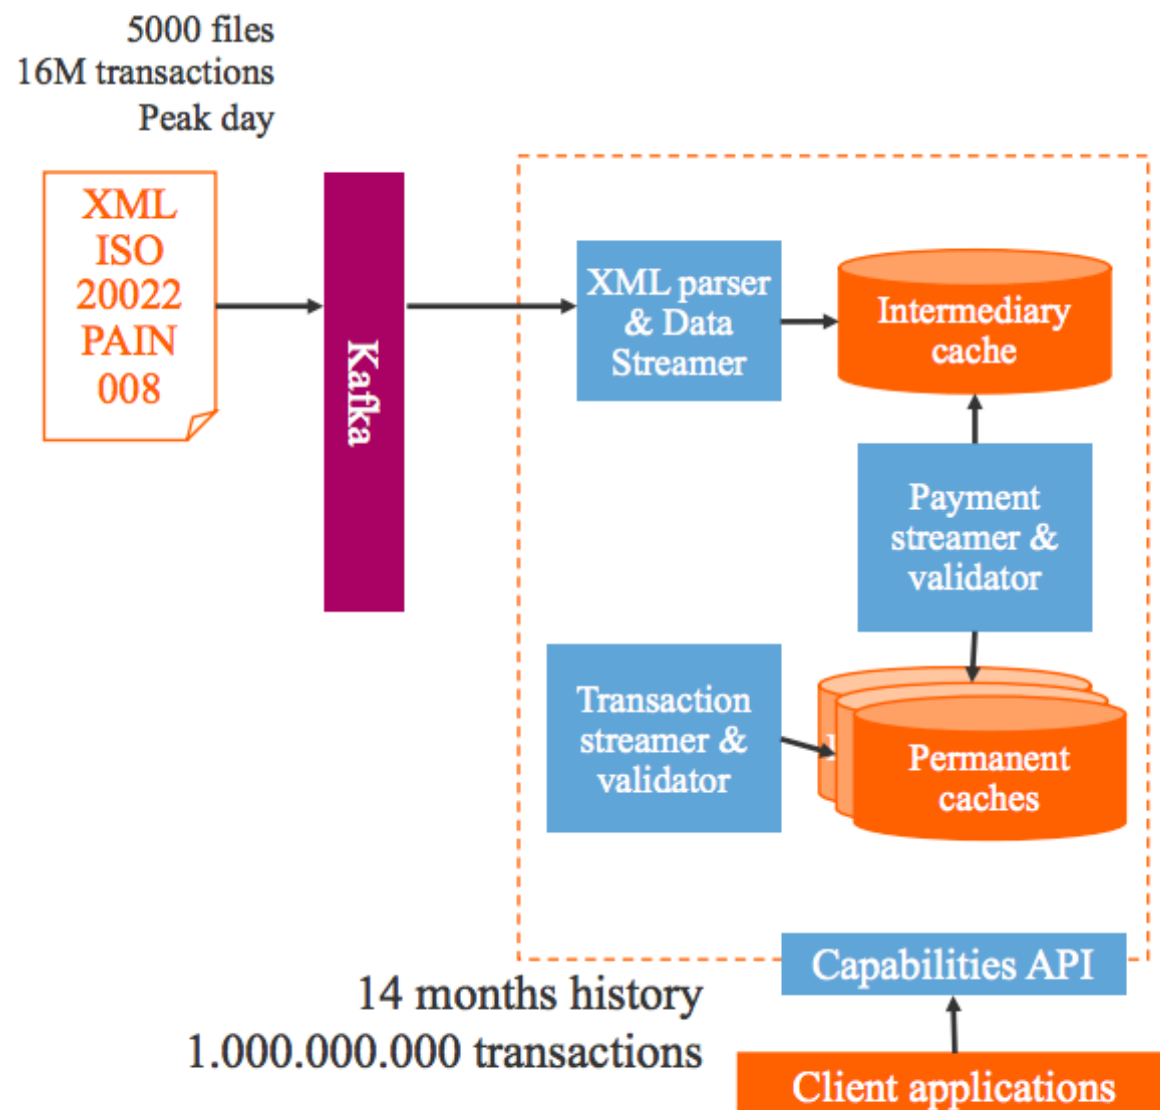 5000 files
16M transactions
Peak day
XML
ISO
20022
PAIN
008
Kafka
XML parser
& Data
Streamer
Intermediary
cache
Payment
streamer &
validator
Transaction
streamer &
validator
Permanent
caches
Capabilities API
14 months history
1.000.000.000 transactions
Client applications